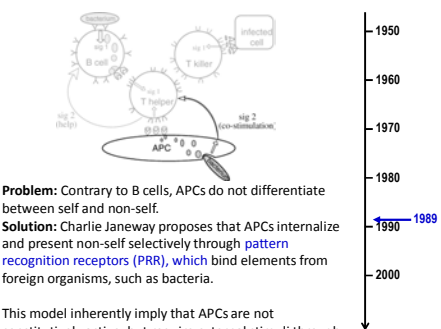 bacterium
infected
cell
sig 1
sig 1
B cell
T killer
sig 1
T helper
sig 2
(help)
sig 2
(co-stimulation)
APC
bacterium
Problem: Contrary to B cells, APCs do not differentiate
between self and non-self.
Solution: Charlie Janeway proposes that APCs internalize
and present non-self selectively through pattern
recognition receptors (PRR), which bind elements from
foreign organisms, such as bacteria.
This model inherently imply that APCs are not
1950
1960
1970
1980
1989
1990
2000